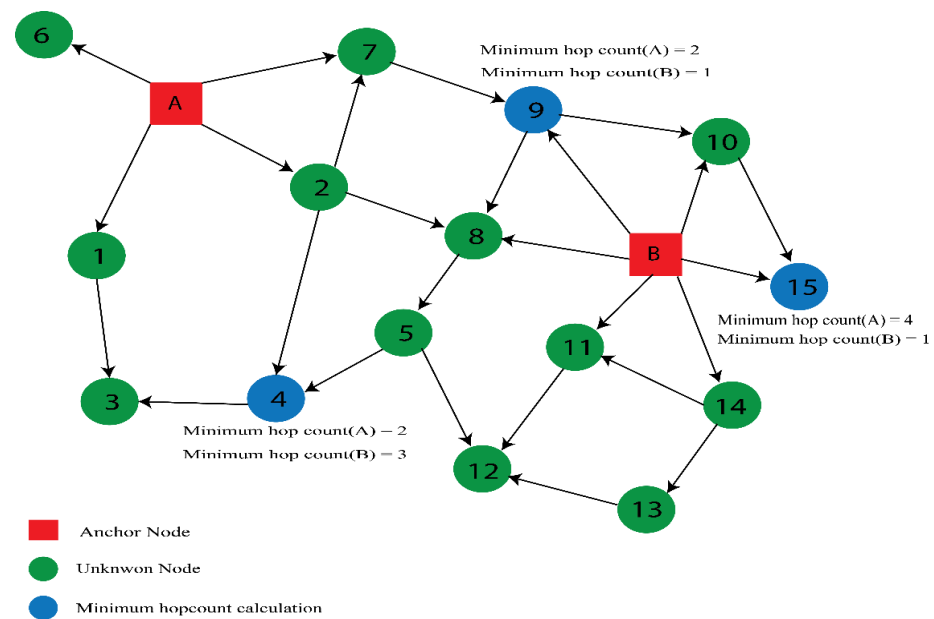 6
7
Minimum hop count(A) = 2
Minimum hop count(B) = 1
A
9
10
2
8
1
B
15
Minimum hop count(A) = 4
Minimum hop count(B) = 1
5
11
3
4
14
Minimum hop count(A) = 2
Minimum hop count(B) = 3
12
13
Anchor Node
Unknwon Node
Minimum hopcount calculation